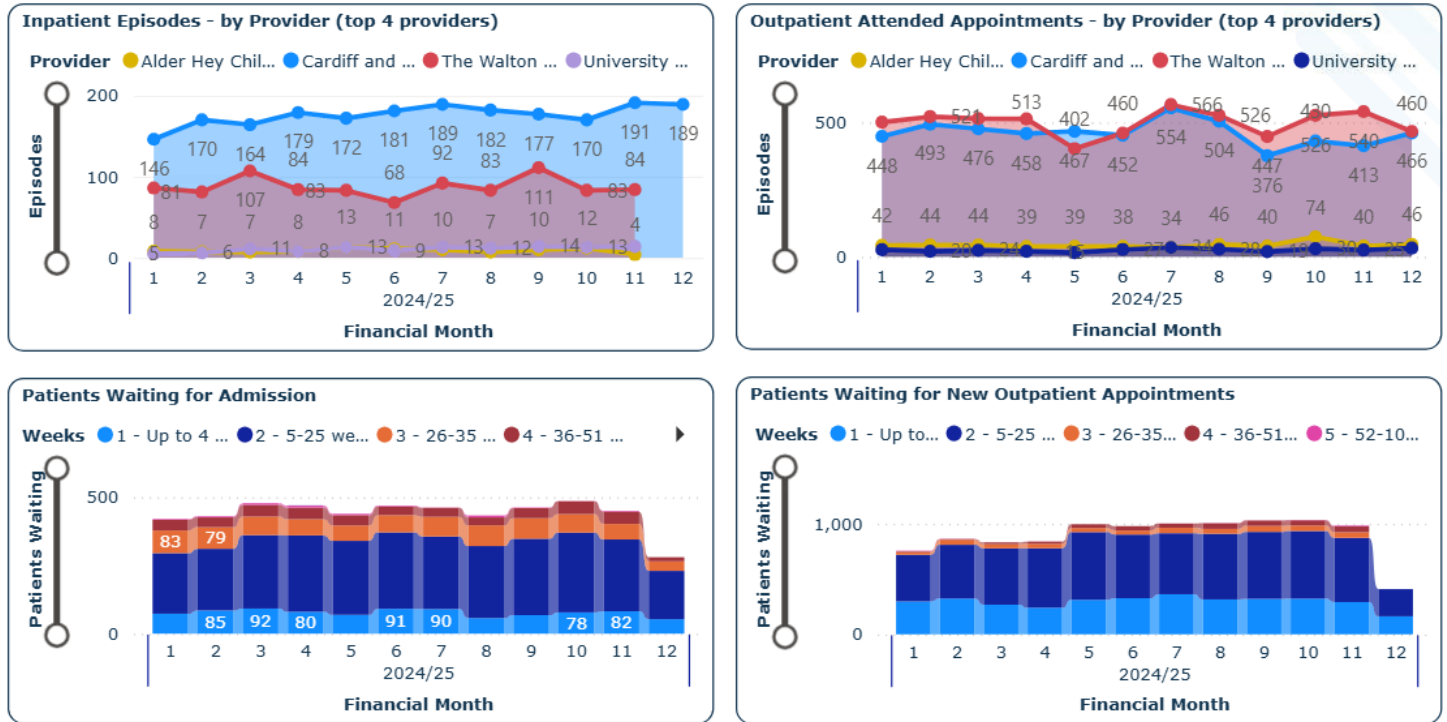 Inpatient Episodes - by Provider (top 4 providers)
Provider Alder Hey Chil... Cardiff and ... The Walton ... University ...
Episodes
200
100
0
146 170 164 179 172 181 189 182 177 170 191 189
81 107 84 83 68 92 83 111 83 84
8 7 7 8 13 11 10 7 10 12 4
5 6 11 8 13 9 13 12 14 13
1 2 3 4 5 6 7 8 9 10 11 12
2024/25
Financial Month
Outpatient Attended Appointments - by Provider (top 4 providers)
Provider Alder Hey Chil... Cardiff and ... The Walton ... University ...
Episodes
500
0
521 513 402 460 566 526 430 540 460
448 493 476 458 467 452 554 504 447 526 413 466
376
42 44 44 39 39 38 34 46 40 74 46
1 2 3 4 5 6 7 8 9 10 11 12
2024/25
Financial Month
Patients Waiting for Admission
Weeks 1 - Up to 4 ... 2 - 5-25 we... 3 - 26-35 ... 4 - 36-51 ...
Patients Waiting
500
0
83 79
85 92 80 91 90 78 82
1 2 3 4 5 6 7 8 9 10 11 12
2024/25
Financial Month
Patients Waiting for New Outpatient Appointments
Weeks 1 - Up to... 2 - 5-25 ... 3 - 26-35... 4 - 36-51... 5 - 52-10...
Patients Waiting
1,000
0
1 2 3 4 5 6 7 8 9 10 11 12
2024/25
Financial Month